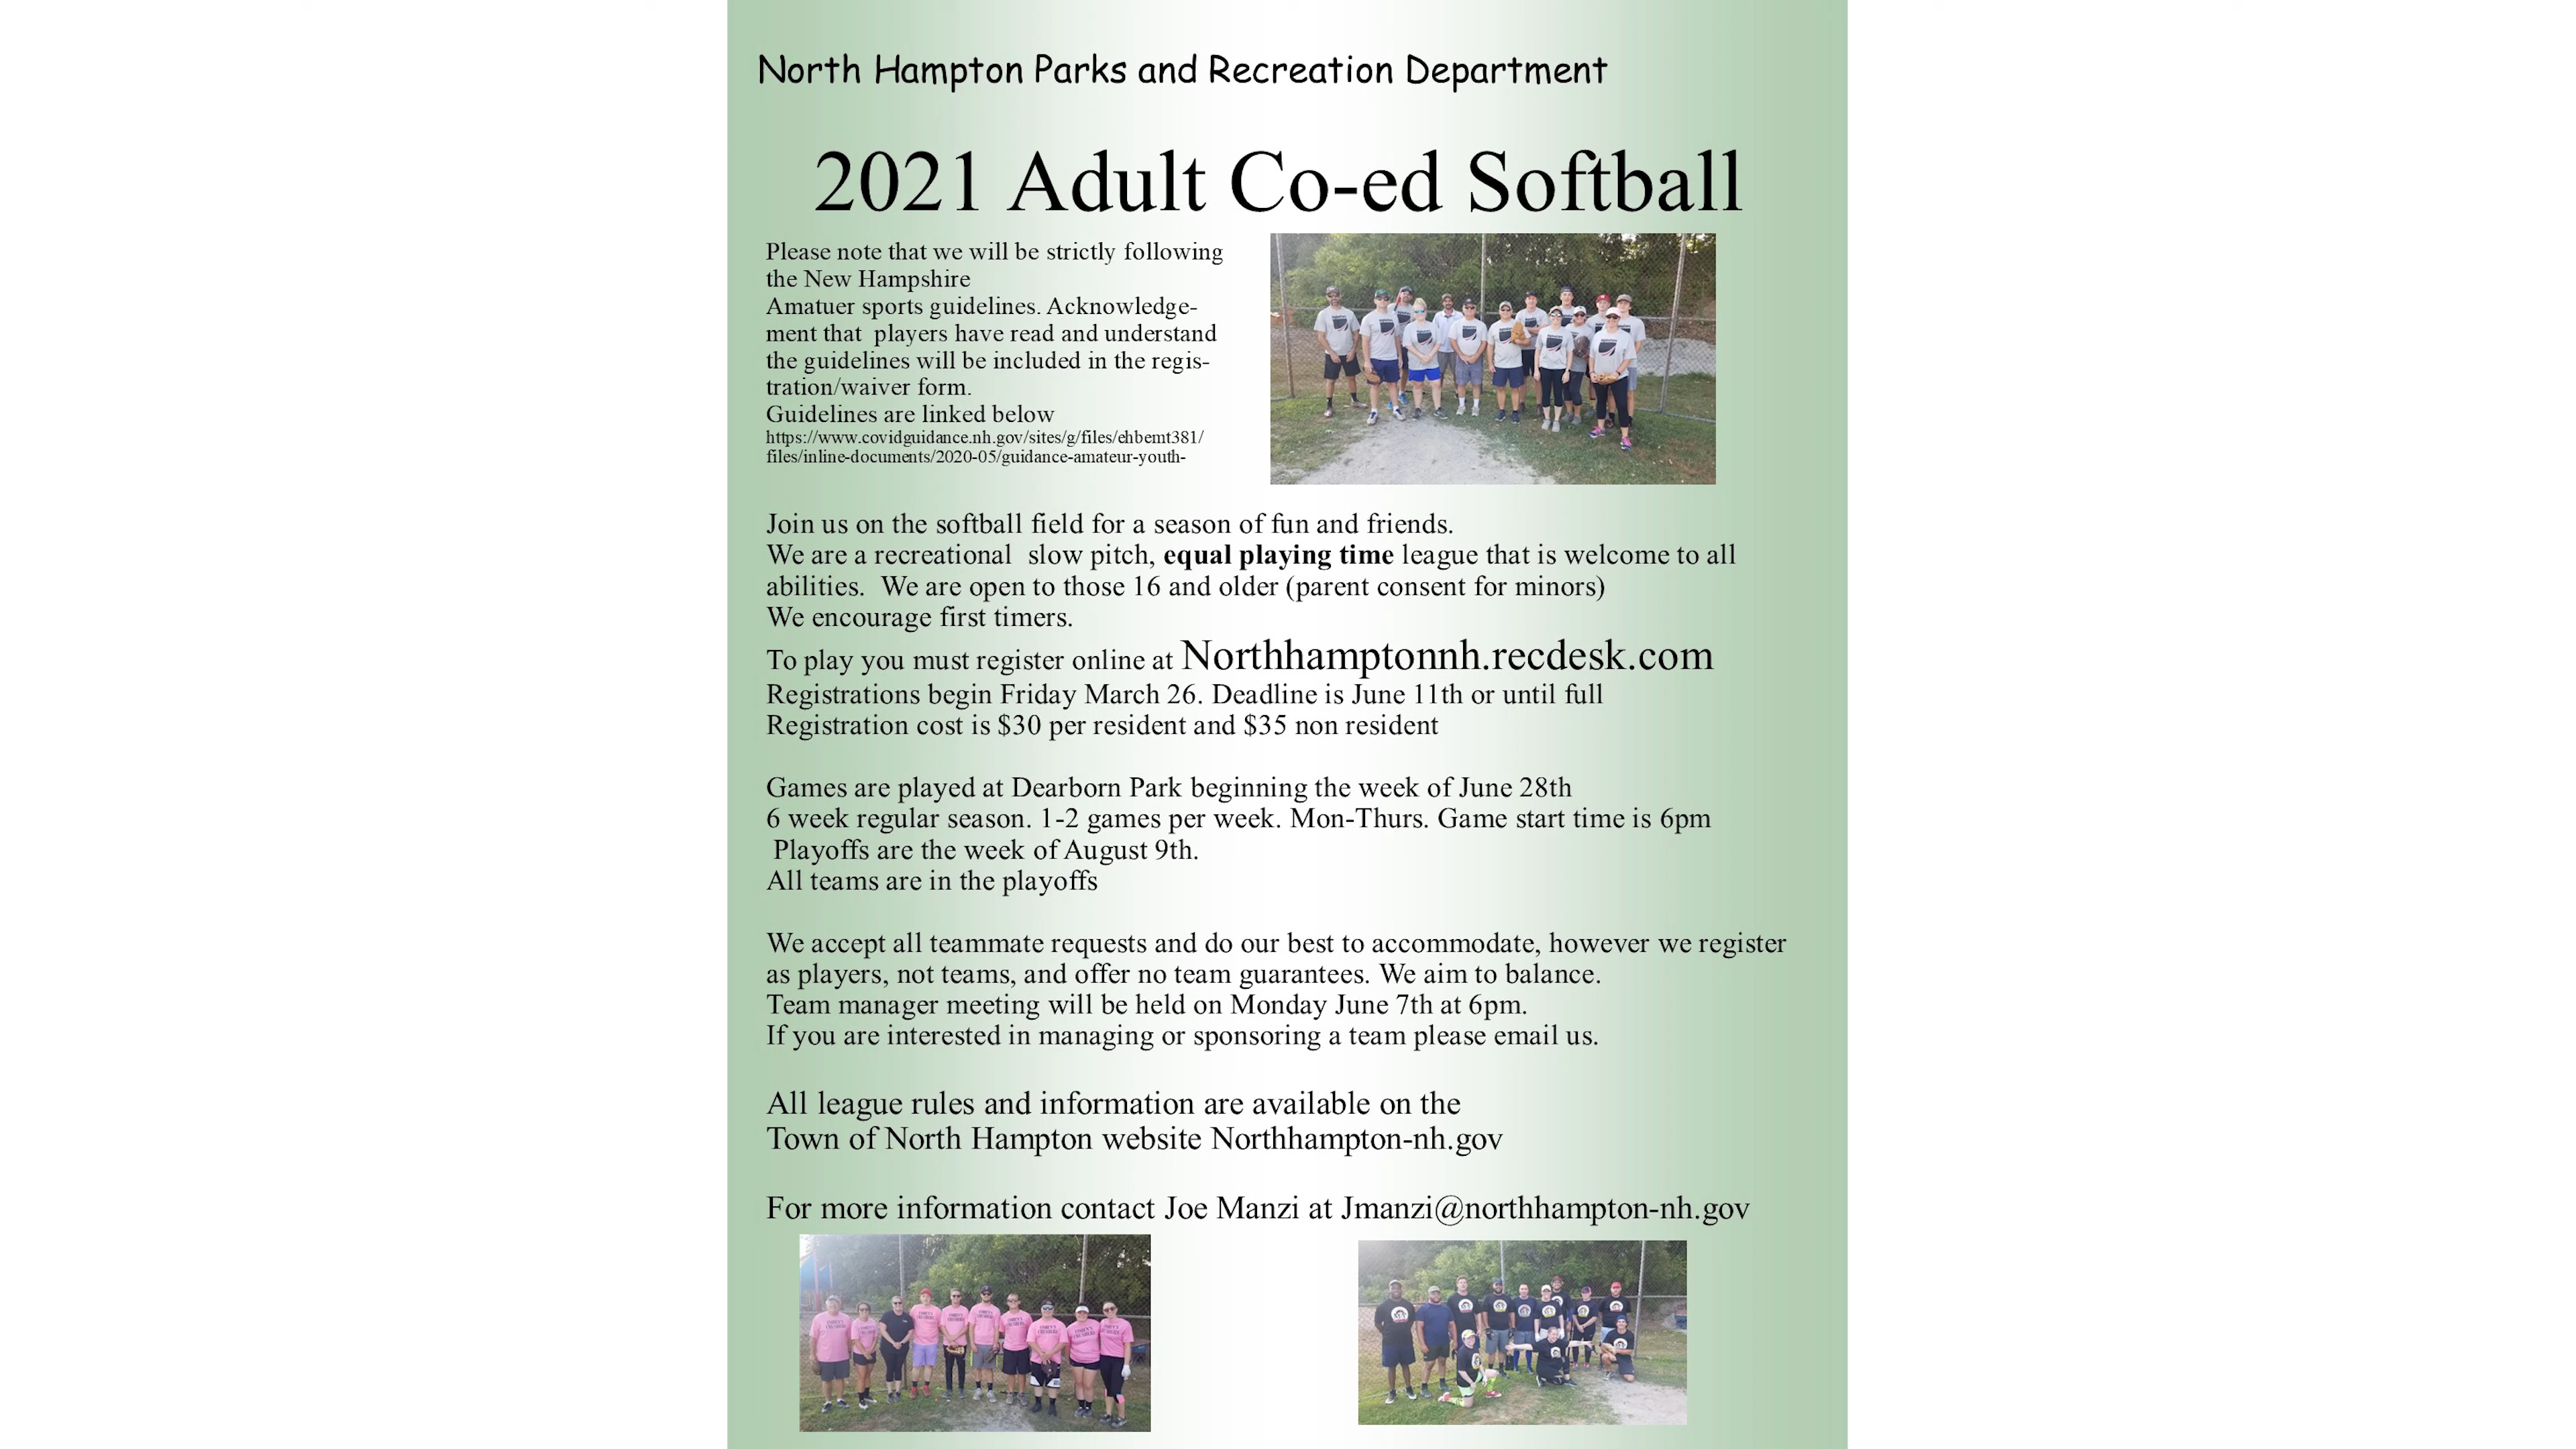 North Hampton Parks and Recreation Department
2021 Adult Co-ed Softball
Please note that we will be strictly following
the New Hampshire
Amatuer sports guidelines. Acknowledge-
ment that  players have read and understand
the guidelines will be included in the regis-
tration/waiver form.
Guidelines are linked below
https://www.covidguidance.nh.gov/sites/g/files/ehbemt381/
files/inline-documents/2020-05/guidance-amateur-youth-
Join us on the softball field for a season of fun and friends.
We are a recreational  slow pitch, equal playing time league that is welcome to all
abilities.  We are open to those 16 and older (parent consent for minors)
We encourage first timers.
To play you must register online at Northhamptonnh.recdesk.com
Registrations begin Friday March 26. Deadline is June 11th or until full
Registration cost is $30 per resident and $35 non resident
Games are played at Dearborn Park beginning the week of June 28th
6 week regular season. 1-2 games per week. Mon-Thurs. Game start time is 6pm
Playoffs are the week of August 9th.
All teams are in the playoffs
We accept all teammate requests and do our best to accommodate, however we register
as players, not teams, and offer no team guarantees. We aim to balance.
Team manager meeting will be held on Monday June 7th at 6pm.
If you are interested in managing or sponsoring a team please email us.
All league rules and information are available on the
Town of North Hampton website Northhampton-nh.gov
For more information contact Joe Manzi at Jmanzi@northhampton-nh.gov